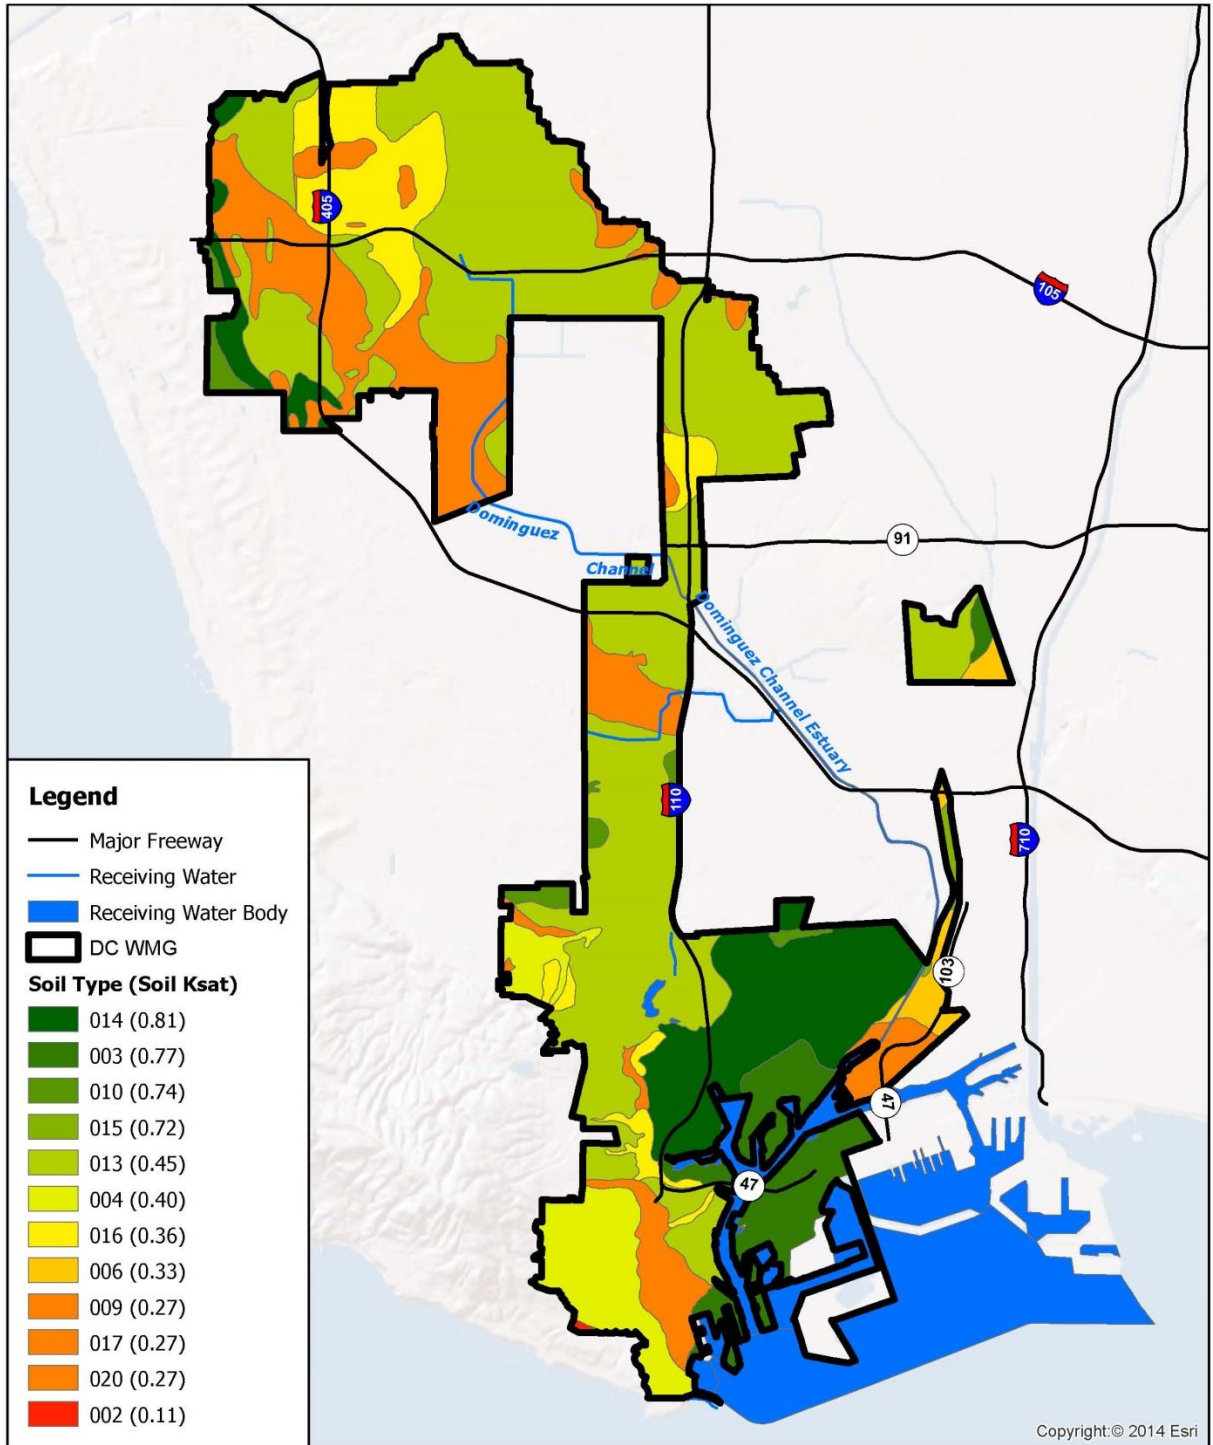 405
105
Dominguez
Channel
91
Dominguez Channel Estuary
110
710
103
47
47
Legend
Major Freeway
Receiving Water
Receiving Water Body
DC WMG
Soil Type (Soil Ksat)
014 (0.81)
003 (0.77)
010 (0.74)
015 (0.72)
013 (0.45)
004 (0.40)
016 (0.36)
006 (0.33)
009 (0.27)
017 (0.27)
020 (0.27)
002 (0.11)
Copyright:© 2014 Esri